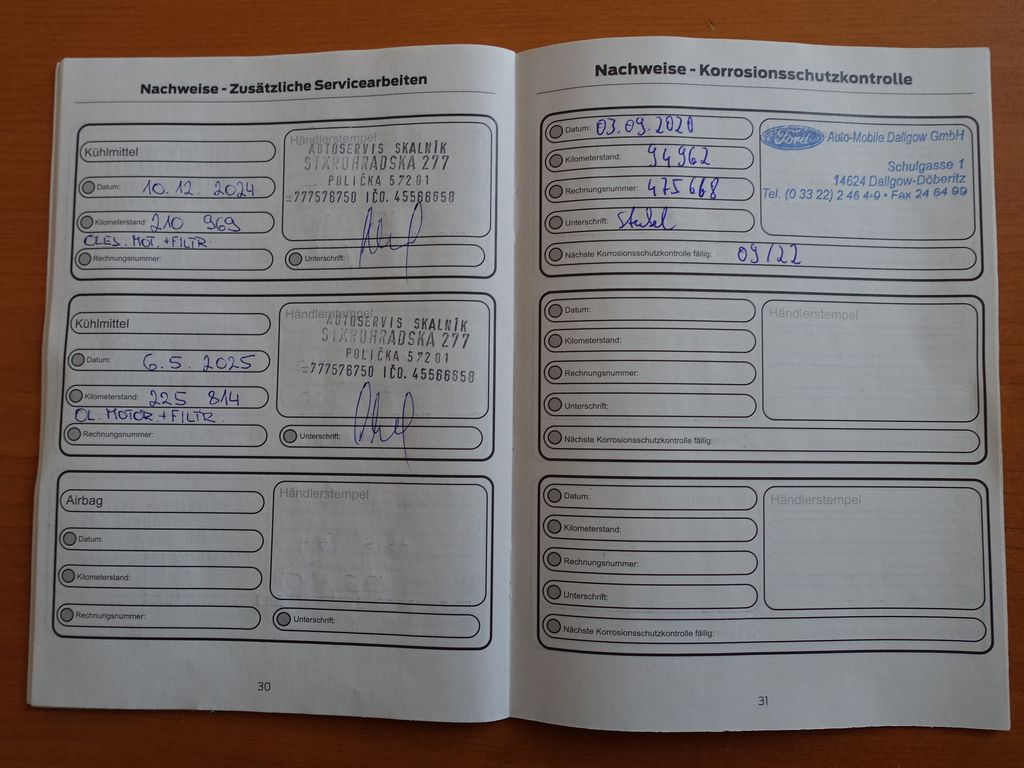 Nachweise - Zusätzliche Servicearbeiten
Kühlmittel
Händlerstempel
AUTOSERVIS SKALNÍK
STAROHRADSKA 277
POLIČKA 57201
777576750 IČO. 45566658
Datum: 10.12. 2024
Kilometerstand: 210 969
OLEJ. MOT. + FILTR.
Rechnungsnummer:
Unterschrift:
Kühlmittel
Händlerstempel
AUTOSERVIS SKALNÍK
STAROHRADSKA 277
POLIČKA 57201
777576750 IČO. 45566658
Datum: 6.5. 2025
Kilometerstand: 225 814
OL. MOTOR. + FILTR.
Rechnungsnummer:
Unterschrift:
Airbag
Händlerstempel
Datum:
Kilometerstand:
Rechnungsnummer:
Unterschrift:
30
Nachweise - Korrosionsschutzkontrolle
Datum: 03.09.2020
Kilometerstand: 94962
Rechnungsnummer: 475668
Unterschrift:
Ford Auto-Mobile Dallgow GmbH
Schulgasse 1
14624 Dallgow-Döberitz
Tel. (0 33 22) 2 46 4-0 • Fax 24 64 99
Nächste Korrosionsschutzkontrolle fällig: 09/22
Datum:
Kilometerstand:
Rechnungsnummer:
Unterschrift:
Händlerstempel
Nächste Korrosionsschutzkontrolle fällig:
Datum:
Kilometerstand:
Rechnungsnummer:
Unterschrift:
Händlerstempel
Nächste Korrosionsschutzkontrolle fällig:
31